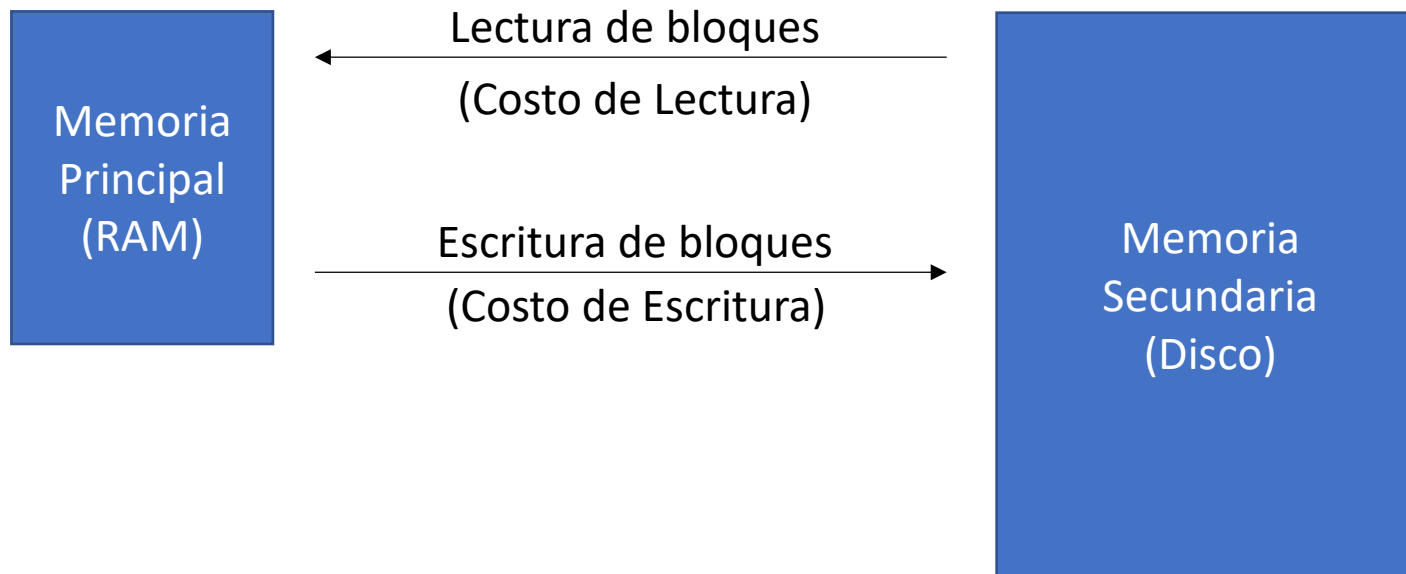 Memoria
Principal
(RAM)
Lectura de bloques
(Costo de Lectura)
Escritura de bloques
(Costo de Escritura)
Memoria
Secundaria
(Disco)